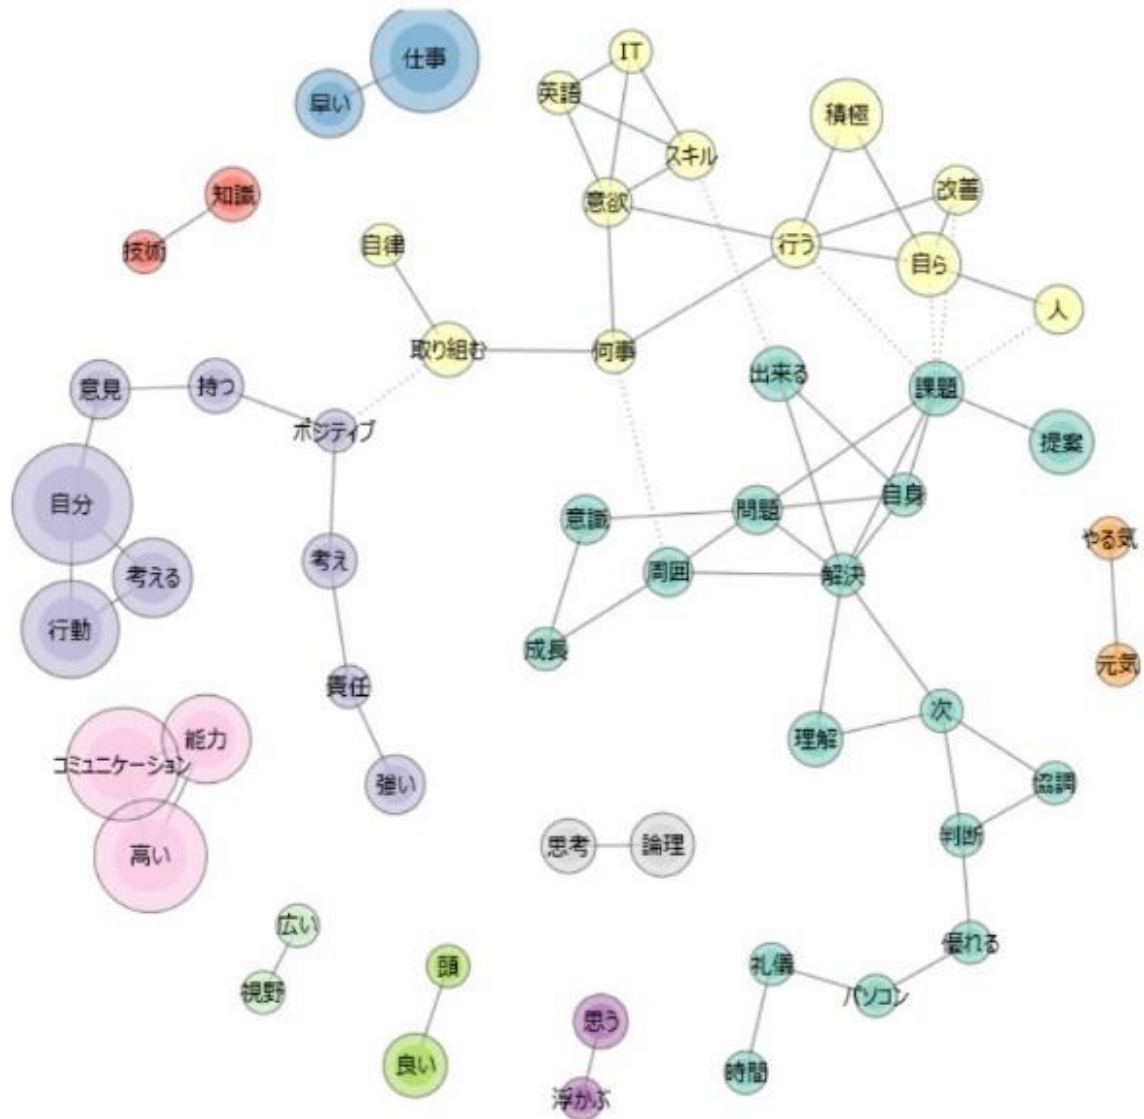 仕事
早い
IT
英語
スキル
意欲
積極
改善
行う
自ら
人
知識
技術
自律
取り組む
何事
出来る
課題
提案
意見
持つ
ポジティブ
自分
考える
行動
考え
責任
強い
意識
問題
自身
周囲
解決
成長
やる気
元気
理解
次
協調
判断
優れる
パソコン
礼儀
時間
コミュニケーション
能力
高い
思考
論理
広い
視野
頭
良い
思う
浮かぶ